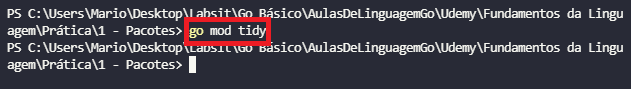 PS C:\Users\Mario\Desktop\Labsit\Go Básico\AulasDeLinguagemGo\Udemy\Fundamentos da Lingu
agem\Prática\1 - Pacotes> go mod tidy
PS C:\Users\Mario\Desktop\Labsit\Go Básico\AulasDeLinguagemGo\Udemy\Fundamentos da Lingu
agem\Prática\1 - Pacotes>